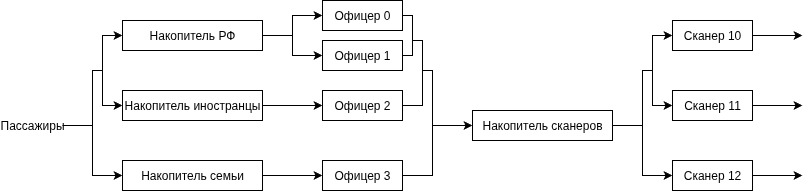 Пассажиры
Накопитель РФ
Накопитель иностранцы
Накопитель семьи
Офицер 0
Офицер 1
Офицер 2
Офицер 3
Накопитель сканеров
Сканер 10
Сканер 11
Сканер 12